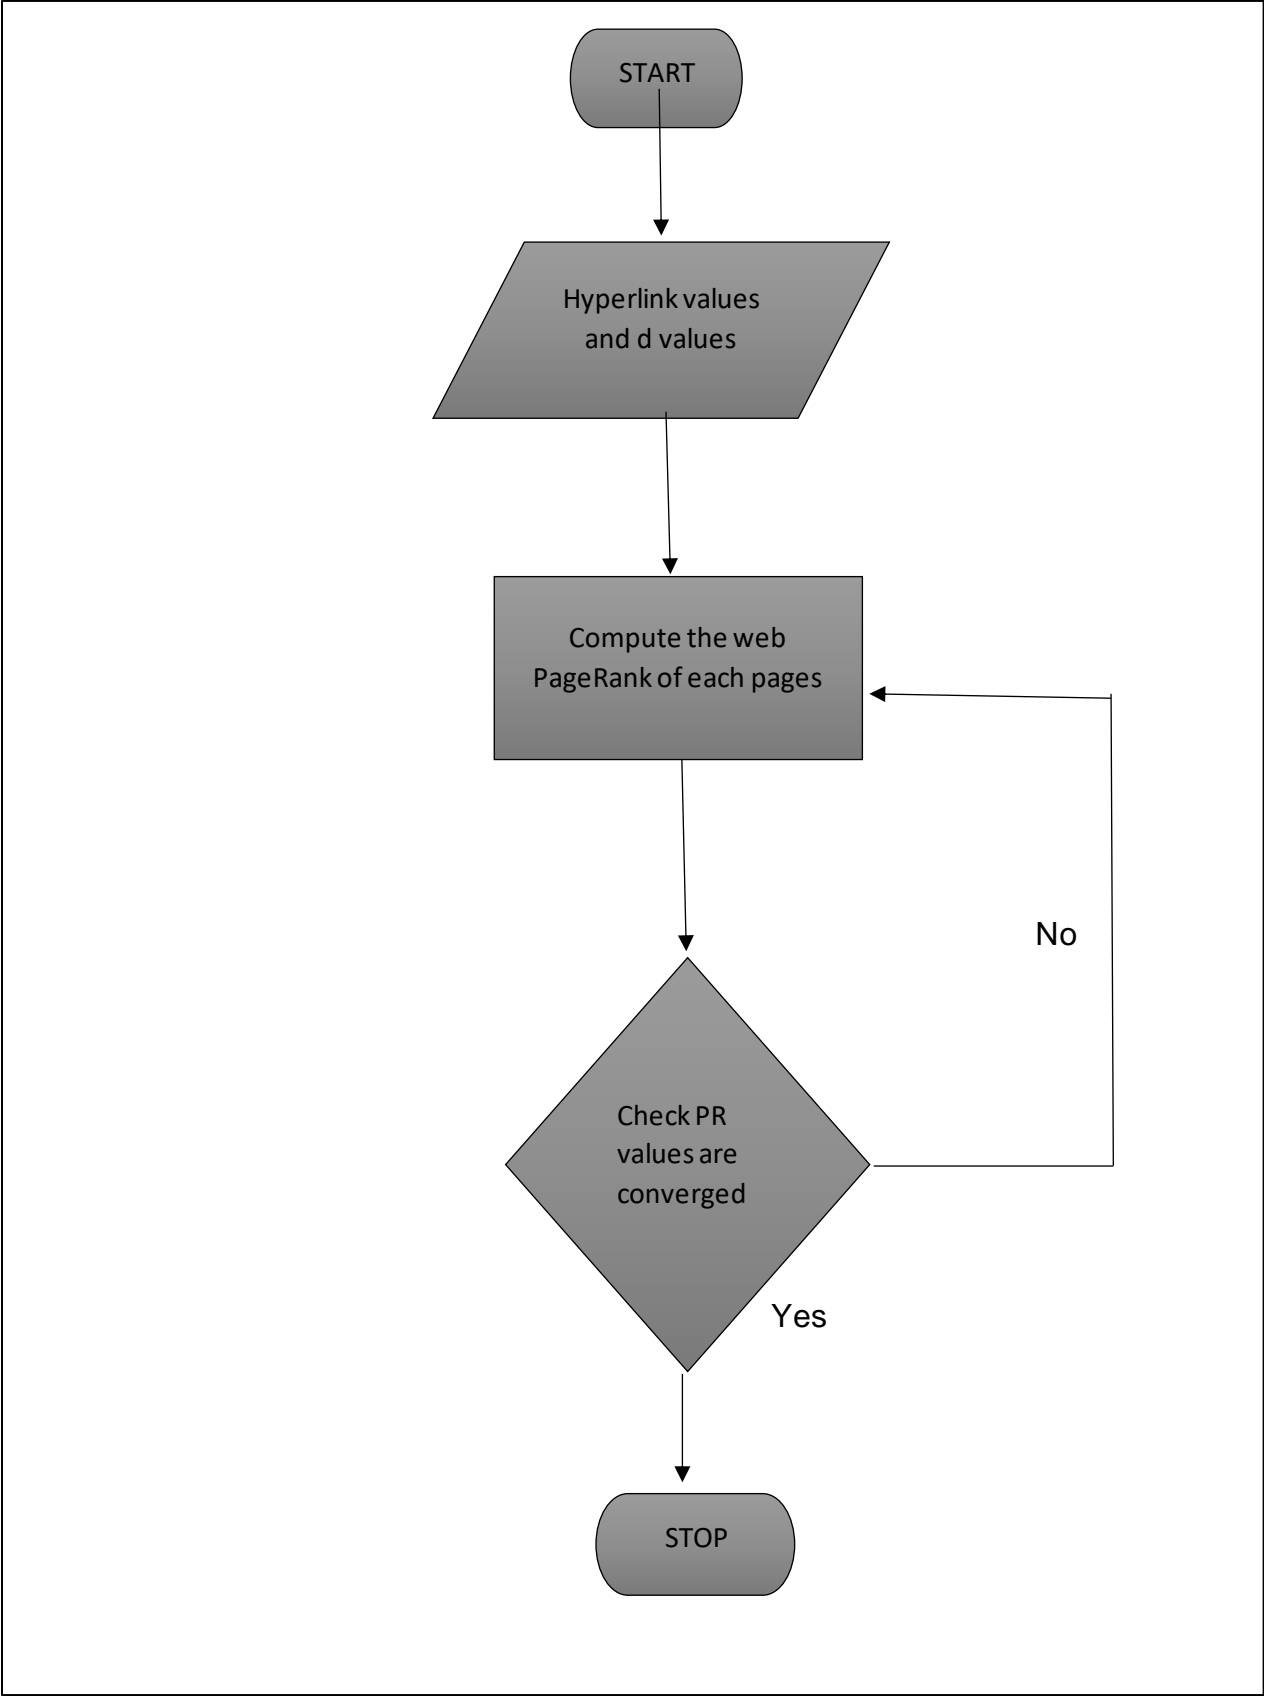 START
Hyperlink values
and d values
Compute the web
PageRank of each pages
No
Check PR
values are
converged
Yes
STOP